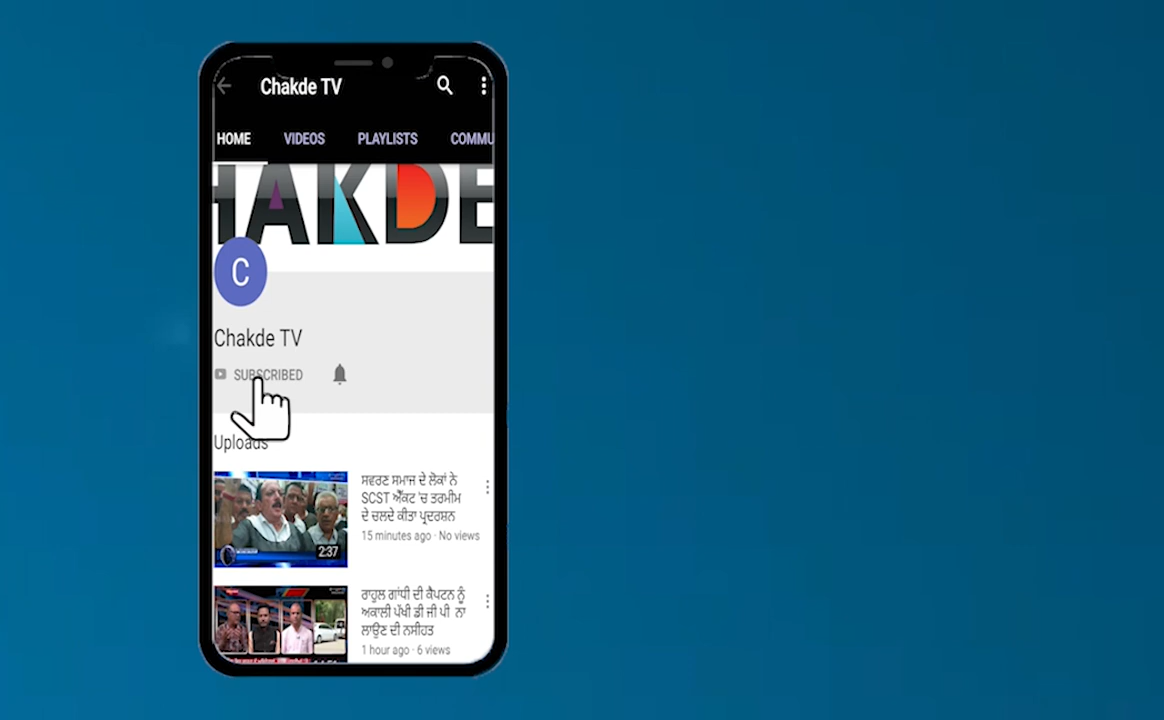 Chakde TV
HOME VIDEOS PLAYLISTS COMMU
HAKDE
C
Chakde TV
SUBSCRIBED
Uploads
ਸਵਰਣ ਸਮਾਜ ਦੇ ਲੋਕਾਂ ਨੇ
SCST ਐਕਟ 'ਚ ਤਰਮੀਮ
ਦੇ ਚਲਦੇ ਕੀਤਾ ਪ੍ਰਦਰਸ਼ਨ
15 minutes ago · No views
2:37
ਰਾਹੁਲ ਗਾਂਧੀ ਦੀ ਕੈਪਟਨ ਨੂੰ
ਅਕਾਲੀ ਪੱਖੀ ਡੀ ਜੀ ਪੀ ਨਾ
ਲਾਉਣ ਦੀ ਨਸੀਹਤ
1 hour ago · 6 views